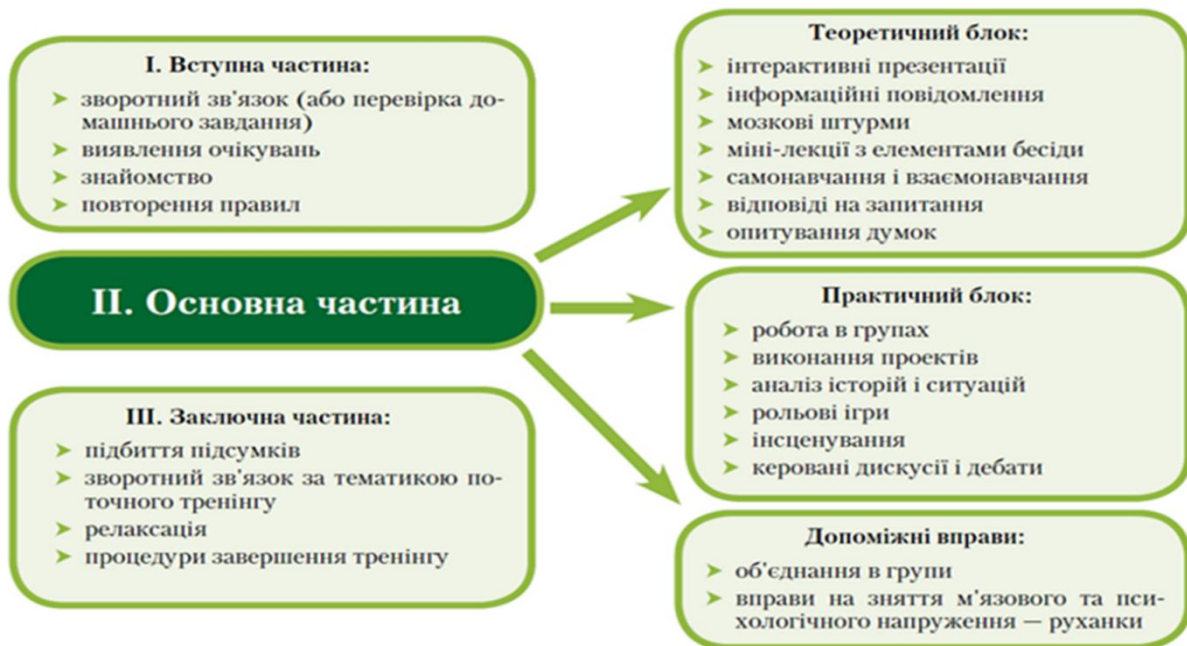 I. Вступна частина:
зворотний зв'язок (або перевірка до-
машнього завдання)
виявлення очікувань
знайомство
повторення правил
II. Основна частина
III. Заключна частина:
підбиття підсумків
зворотний зв'язок за тематикою по-
точного тренінгу
релаксація
процедури завершення тренінгу
Теоретичний блок:
інтерактивні презентації
інформаційні повідомлення
мозкові штурми
міні-лекції з елементами бесіди
самонавчання і взаємонавчання
відповіді на запитання
опитування думок
Практичний блок:
робота в групах
виконання проектів
аналіз історій і ситуацій
рольові ігри
інсценування
керовані дискусії і дебати
Допоміжні вправи:
об'єднання в групи
вправи на зняття м'язового та пси-
хологічного напруження — руханки